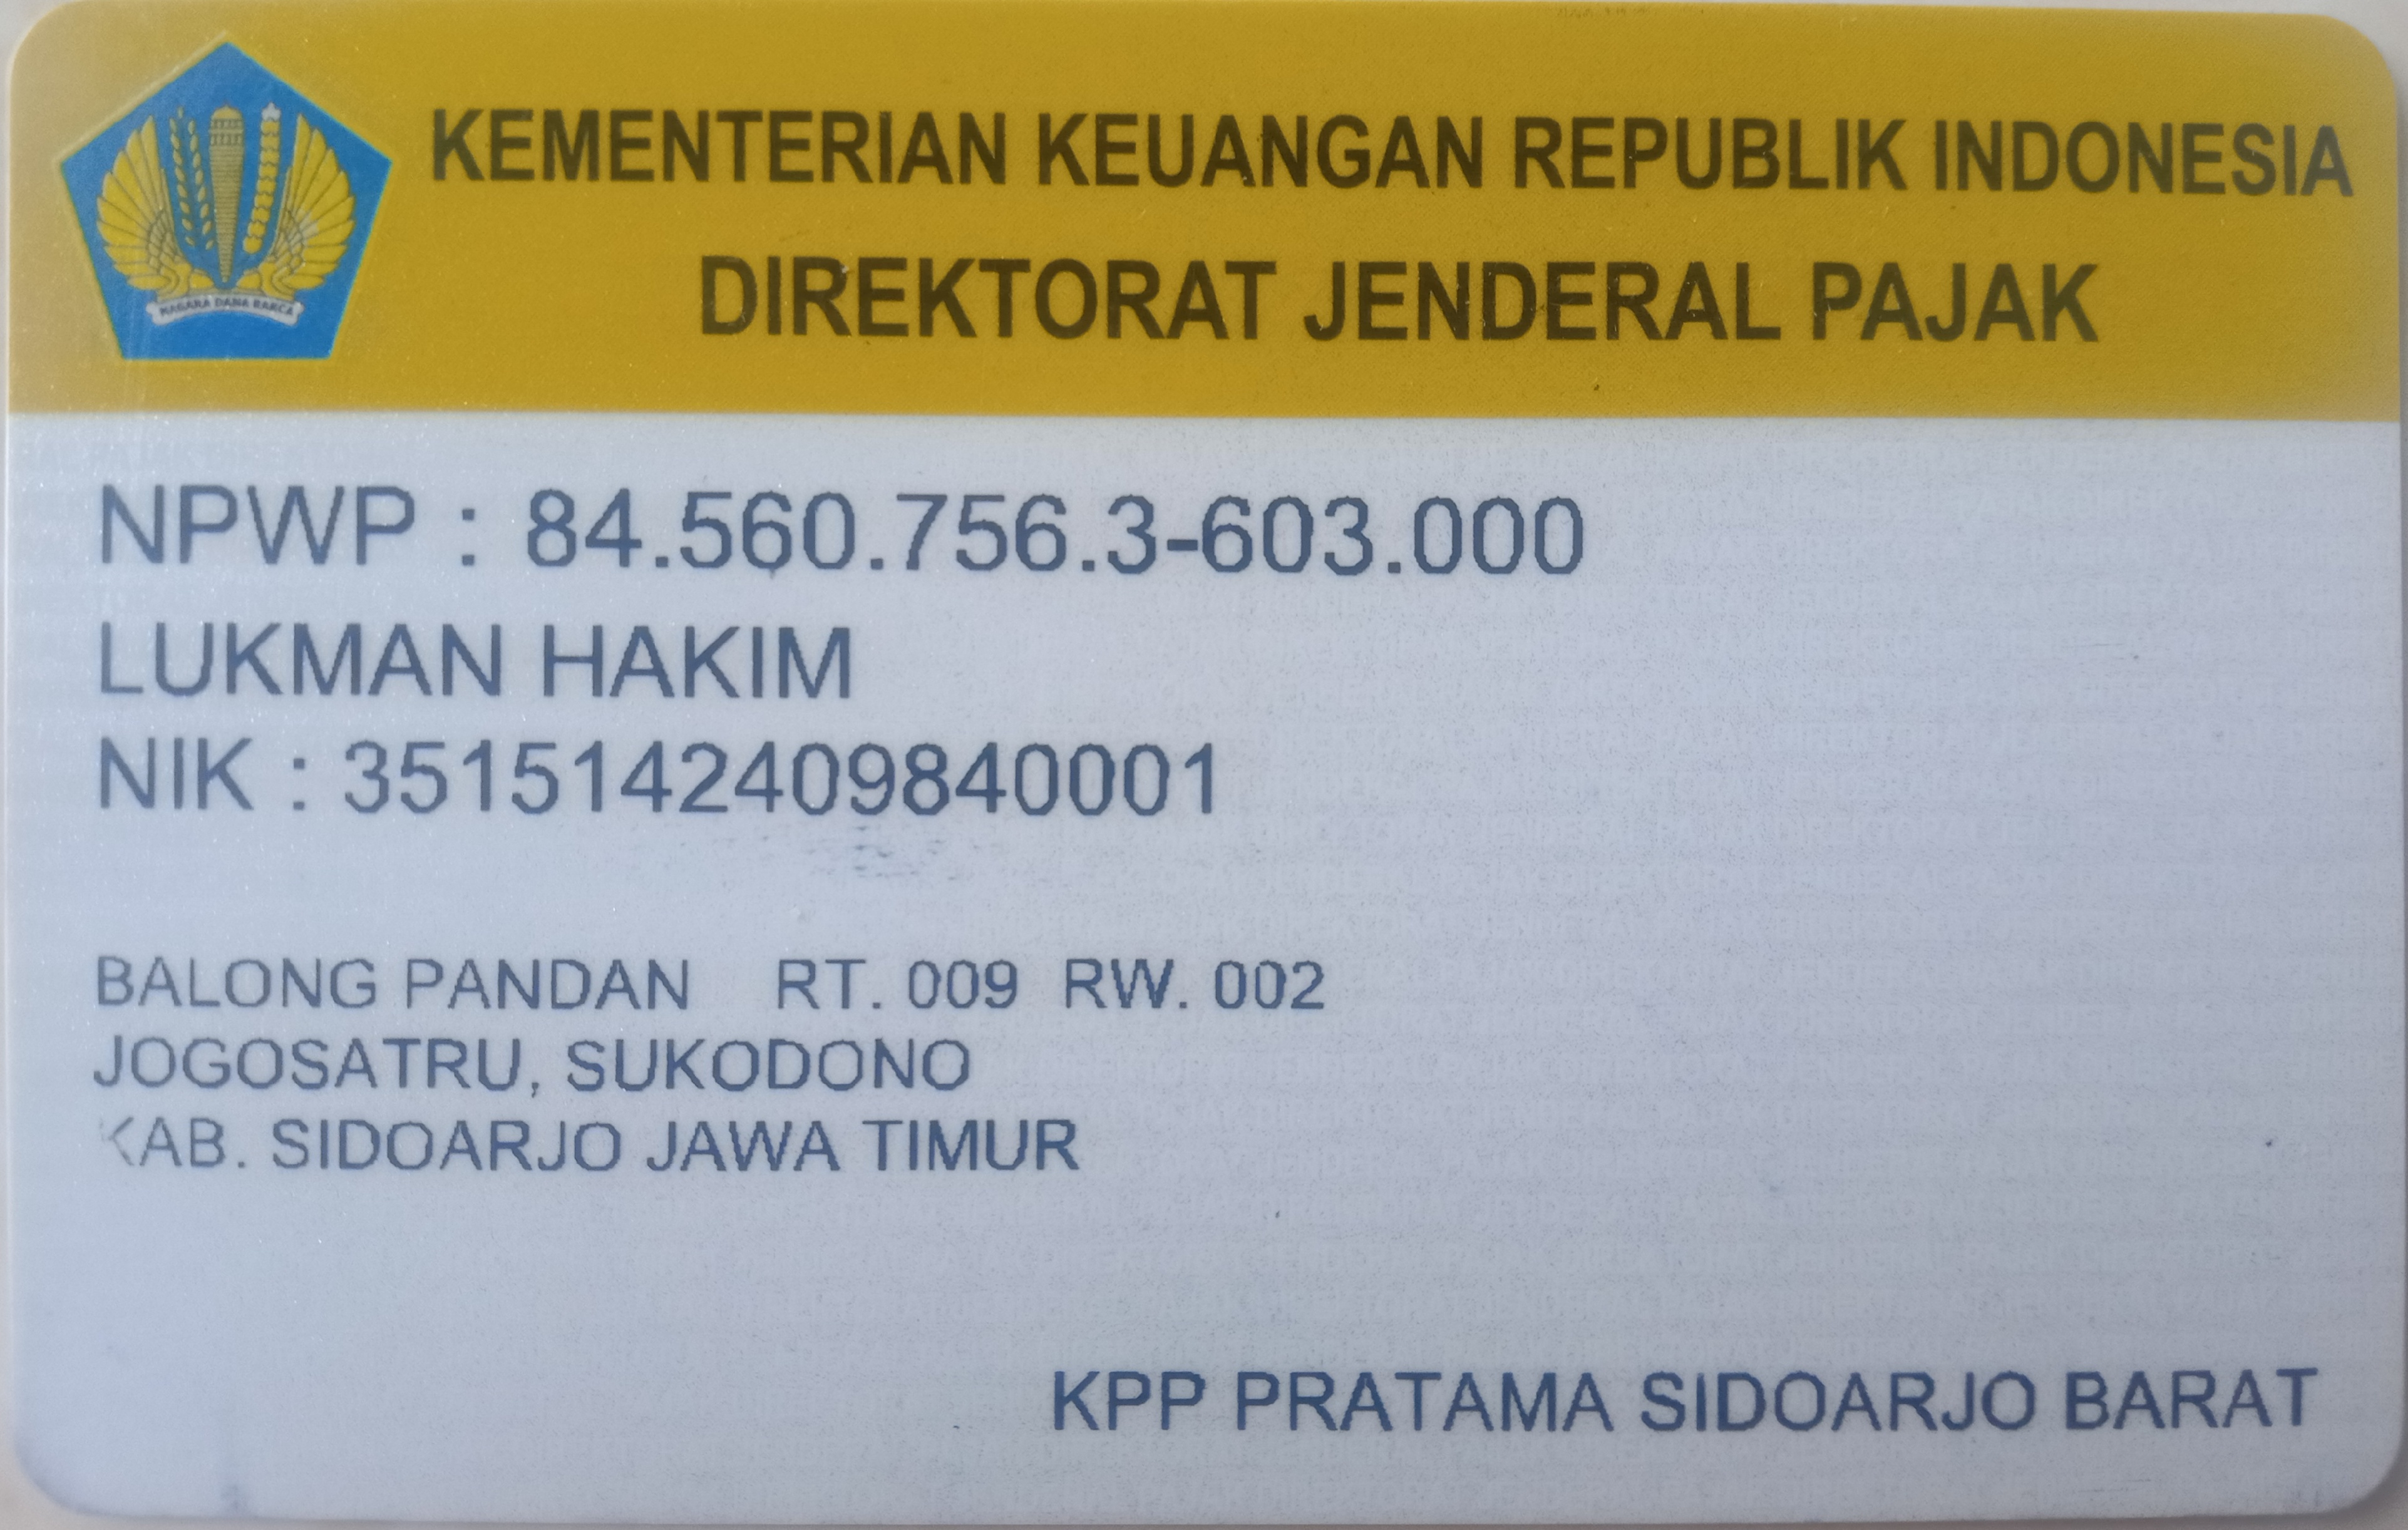 KEMENTERIAN KEUANGAN REPUBLIK INDONESIA
DIREKTORAT JENDERAL PAJAK
NAGARA DANA RAKCA
NPWP : 84.560.756.3-603.000
LUKMAN HAKIM
NIK : 3515142409840001
BALONG PANDAN RT. 009 RW. 002
JOGOSATRU, SUKODONO
KAB. SIDOARJO JAWA TIMUR
KPP PRATAMA SIDOARJO BARAT